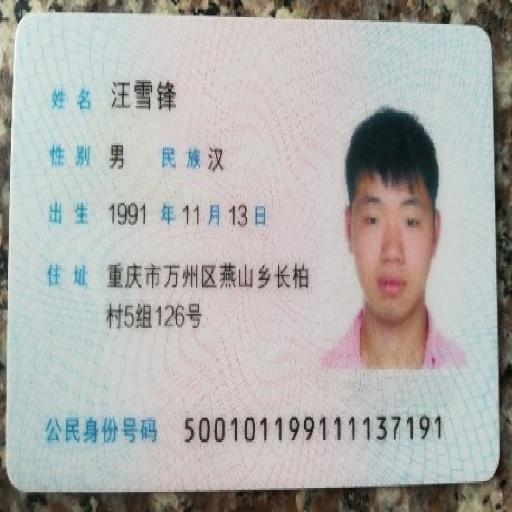 姓名 汪雪锋
性别 男 民族 汉
出生 1991 年 11 月 13 日
住址 重庆市万州区燕山乡长柏
村5组126号
公民身份号码 500101199111137191